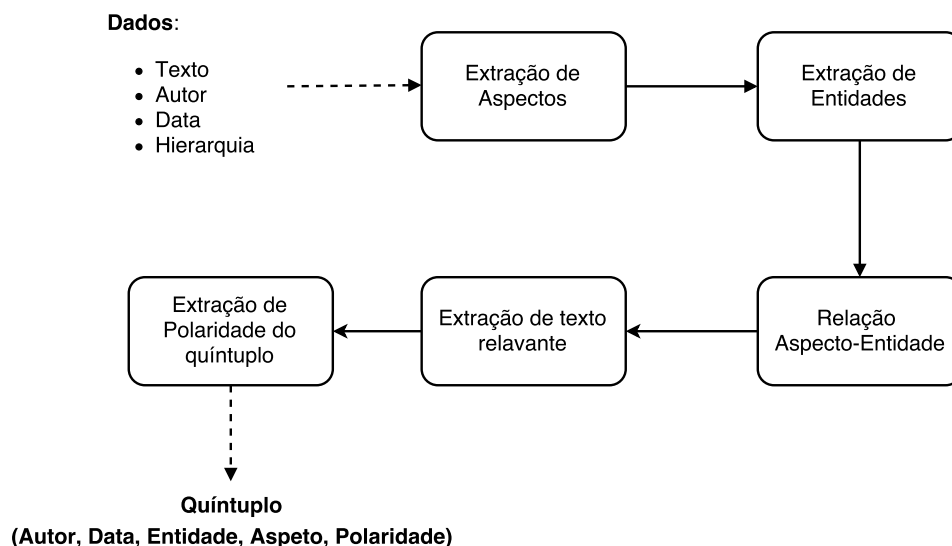 Dados:
• Texto
• Autor
• Data
• Hierarquia
Extração de
Aspectos
Extração de
Entidades
Relação
Aspecto-Entidade
Extração de texto
relavante
Extração de
Polaridade do
quíntuplo
Quíntuplo
(Autor, Data, Entidade, Aspeto, Polaridade)